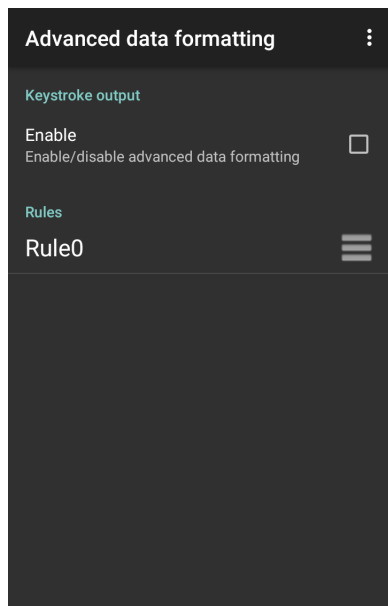 Advanced data formatting
Keystroke output
Enable
Enable/disable advanced data formatting
Rules
Rule0